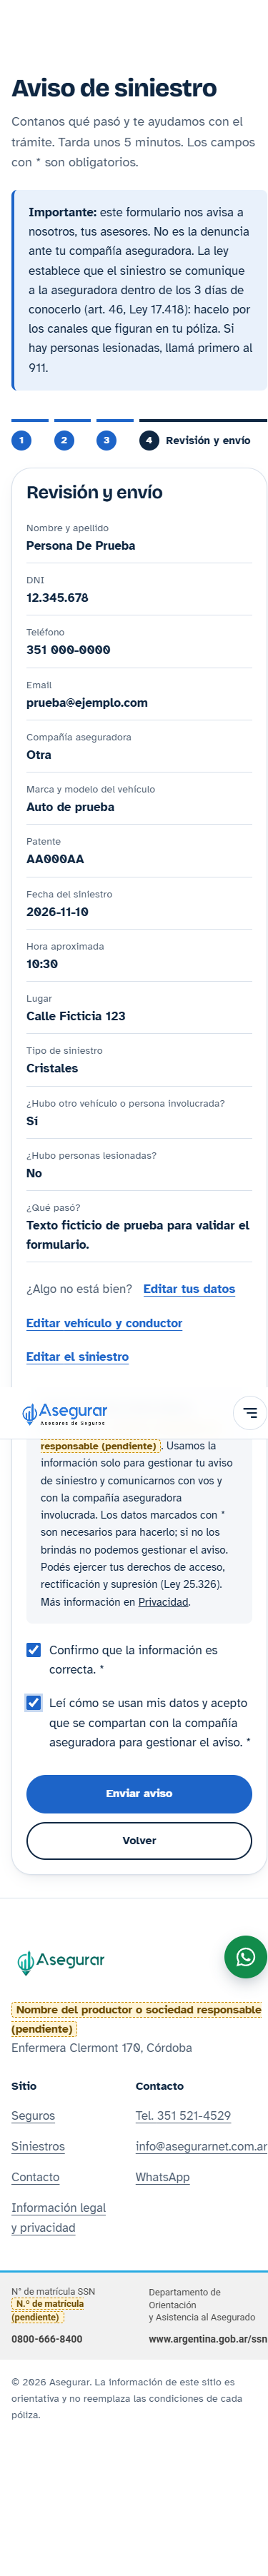 Aviso de siniestro
Contanos qué pasó y te ayudamos con el
trámite. Tarda unos 5 minutos. Los campos
con * son obligatorios.
Importante: este formulario nos avisa a
nosotros, tus asesores. No es la denuncia
ante tu compañía aseguradora. La ley
establece que el siniestro se comunique
a la aseguradora dentro de los 3 días de
conocerlo (art. 46, Ley 17.418): hacelo por
los canales que figuran en tu póliza. Si
hay personas lesionadas, llamá primero al
911.
1 2 3 4 Revisión y envío
Revisión y envío
Nombre y apellido
Persona De Prueba
DNI
12.345.678
Teléfono
351 000-0000
Email
prueba@ejemplo.com
Compañía aseguradora
Otra
Marca y modelo del vehículo
Auto de prueba
Patente
AA000AA
Fecha del siniestro
2026-11-10
Hora aproximada
10:30
Lugar
Calle Ficticia 123
Tipo de siniestro
Cristales
¿Hubo otro vehículo o persona involucrada?
Sí
¿Hubo personas lesionadas?
No
¿Qué pasó?
Texto ficticio de prueba para validar el
formulario.
¿Algo no está bien? Editar tus datos
Editar vehículo y conductor
Editar el siniestro
Asegurar
Asesores de Seguros
responsable (pendiente). Usamos la
información solo para gestionar tu aviso
de siniestro y comunicarnos con vos y
con la compañía aseguradora
involucrada. Los datos marcados con *
son necesarios para hacerlo; si no los
brindás no podemos gestionar el aviso.
Podés ejercer tus derechos de acceso,
rectificación y supresión (Ley 25.326).
Más información en Privacidad.
Confirmo que la información es
correcta. *
Leí cómo se usan mis datos y acepto
que se compartan con la compañía
aseguradora para gestionar el aviso. *
Enviar aviso
Volver
Asegurar
Nombre del productor o sociedad responsable
(pendiente)
Enfermera Clermont 170, Córdoba
Sitio
Seguros
Siniestros
Contacto
Información legal
y privacidad
Contacto
Tel. 351 521-4529
info@asegurarnet.com.ar
WhatsApp
N° de matrícula SSN
N.º de matrícula
(pendiente)
0800-666-8400
Departamento de
Orientación
y Asistencia al Asegurado
www.argentina.gob.ar/ssn
© 2026 Asegurar. La información de este sitio es
orientativa y no reemplaza las condiciones de cada
póliza.